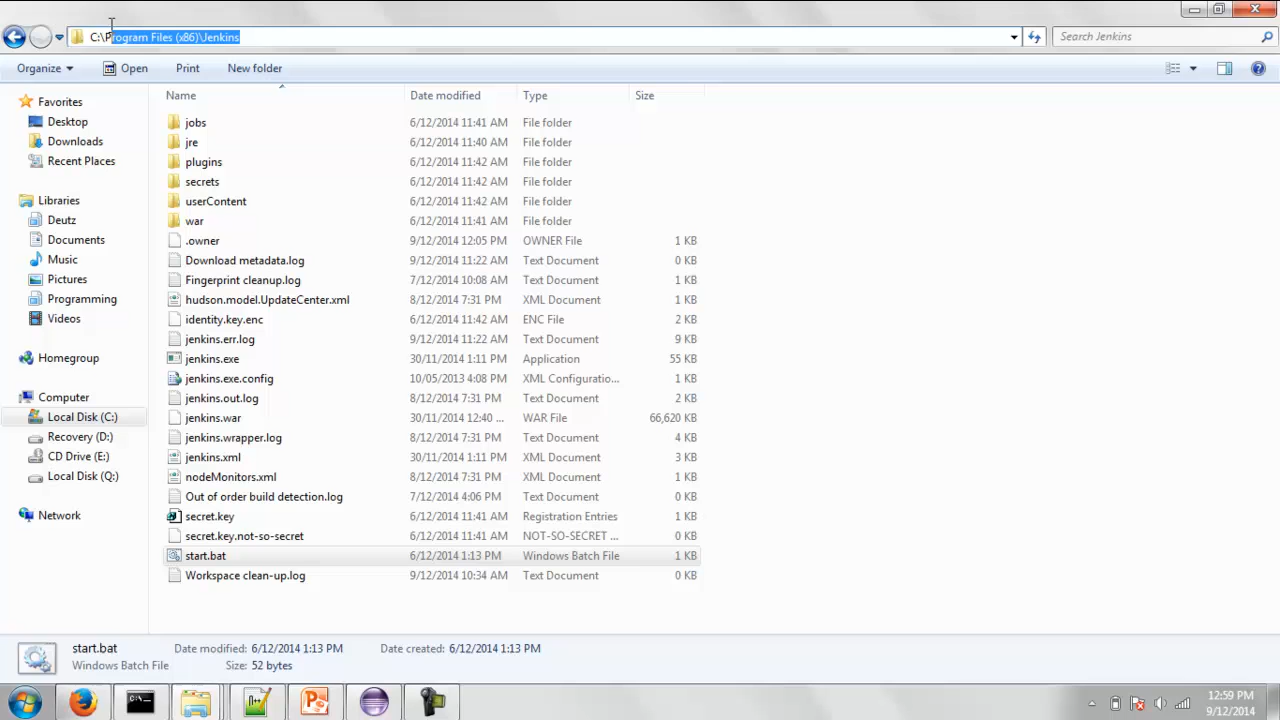 C:\Program Files (x86)\Jenkins
Search Jenkins
Organize
Open
Print
New folder
Name
Date modified
Type
Size
Favorites
Desktop
Downloads
Recent Places
Libraries
Deutz
Documents
Music
Pictures
Programming
Videos
Homegroup
Computer
Local Disk (C:)
Recovery (D:)
CD Drive (E:)
Local Disk (Q:)
Network
jobs 6/12/2014 11:41 AM File folder
jre 6/12/2014 11:40 AM File folder
plugins 6/12/2014 11:42 AM File folder
secrets 6/12/2014 11:42 AM File folder
userContent 6/12/2014 11:42 AM File folder
war 6/12/2014 11:41 AM File folder
.owner 9/12/2014 12:05 PM OWNER File 1 KB
Download metadata.log 9/12/2014 11:22 AM Text Document 0 KB
Fingerprint cleanup.log 7/12/2014 10:08 AM Text Document 1 KB
hudson.model.UpdateCenter.xml 8/12/2014 7:31 PM XML Document 1 KB
identity.key.enc 6/12/2014 11:42 AM ENC File 2 KB
jenkins.err.log 9/12/2014 11:22 AM Text Document 9 KB
jenkins.exe 30/11/2014 1:11 PM Application 55 KB
jenkins.exe.config 10/05/2013 4:08 PM XML Configuratio... 1 KB
jenkins.out.log 8/12/2014 7:31 PM Text Document 2 KB
jenkins.war 30/11/2014 12:40 ... WAR File 66,620 KB
jenkins.wrapper.log 8/12/2014 7:31 PM Text Document 4 KB
jenkins.xml 30/11/2014 1:11 PM XML Document 3 KB
nodeMonitors.xml 8/12/2014 7:31 PM XML Document 1 KB
Out of order build detection.log 7/12/2014 4:06 PM Text Document 0 KB
secret.key 6/12/2014 11:41 AM Registration Entries 1 KB
secret.key.not-so-secret 6/12/2014 11:41 AM NOT-SO-SECRET ... 0 KB
start.bat 6/12/2014 1:13 PM Windows Batch File 1 KB
Workspace clean-up.log 9/12/2014 10:34 AM Text Document 0 KB
start.bat Date modified: 6/12/2014 1:13 PM Date created: 6/12/2014 1:13 PM
Windows Batch File Size: 52 bytes
12:59 PM
9/12/2014